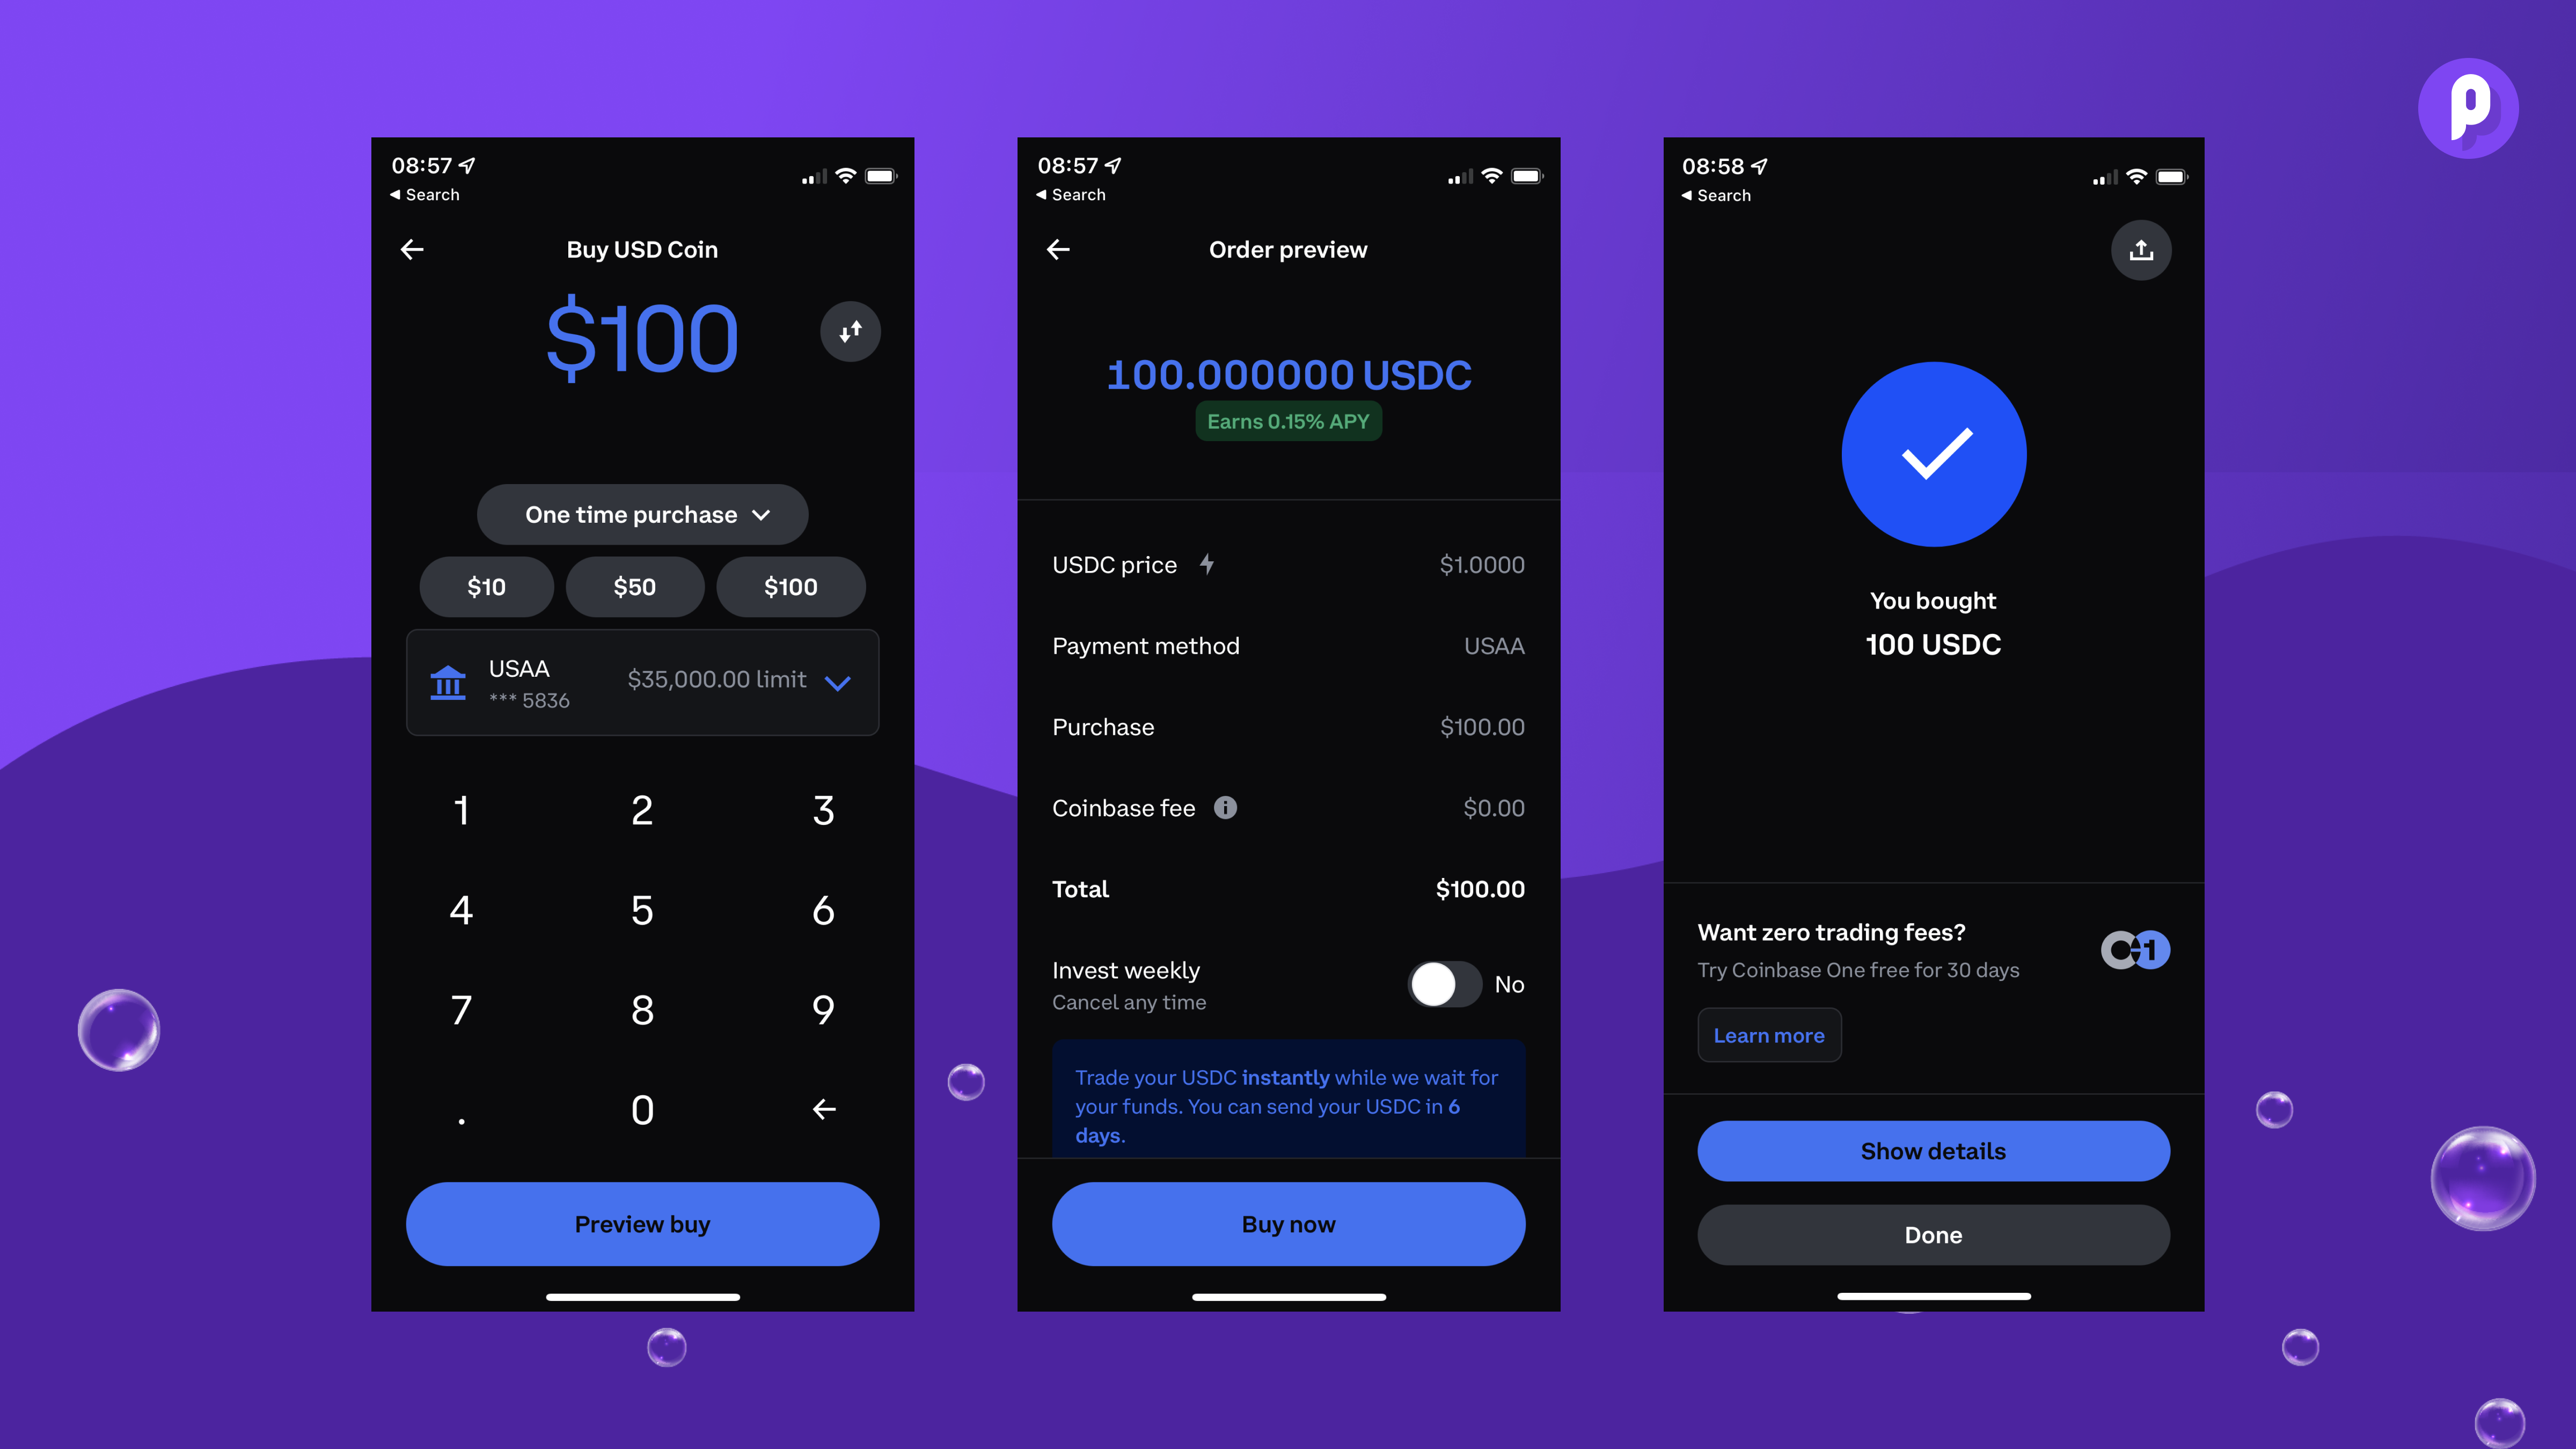 08:57
Search
Buy USD Coin
$100
One time purchase
$10 $50 $100
USAA
*** 5836
$35,000.00 limit
1 2 3
4 5 6
7 8 9
. 0
Preview buy
08:57
Search
Order preview
100.000000 USDC
Earns 0.15% APY
USDC price $1.0000
Payment method USAA
Purchase $100.00
Coinbase fee $0.00
Total $100.00
Invest weekly
Cancel any time
No
Trade your USDC instantly while we wait for
your funds. You can send your USDC in 6
days.
Buy now
08:58
Search
You bought
100 USDC
Want zero trading fees?
Try Coinbase One free for 30 days
C-1
Learn more
Show details
Done
p